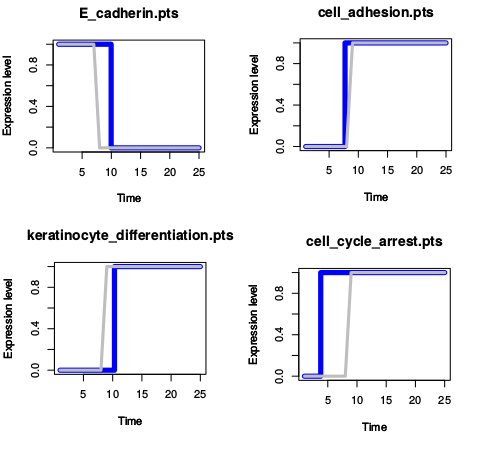 E_cadherin.pts
Expression level
0.0 0.4 0.8
5 10 15 20 25
Time
cell_adhesion.pts
Expression level
0.0 0.4 0.8
5 10 15 20 25
Time
keratinocyte_differentiation.pts
Expression level
0.0 0.4 0.8
5 10 15 20 25
Time
cell_cycle_arrest.pts
Expression level
0.0 0.4 0.8
5 10 15 20 25
Time